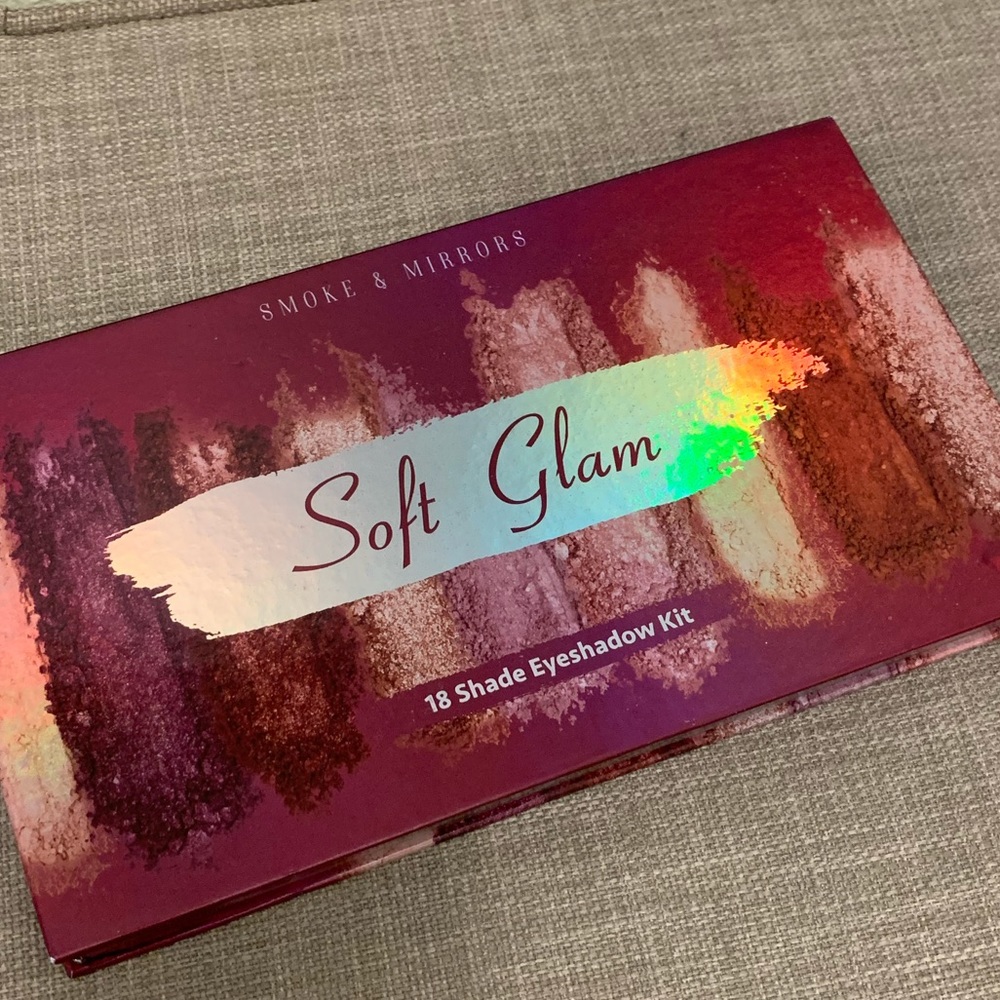 SMOKE & MIRRORS
Soft Glam
18 Shade Eyeshadow Kit